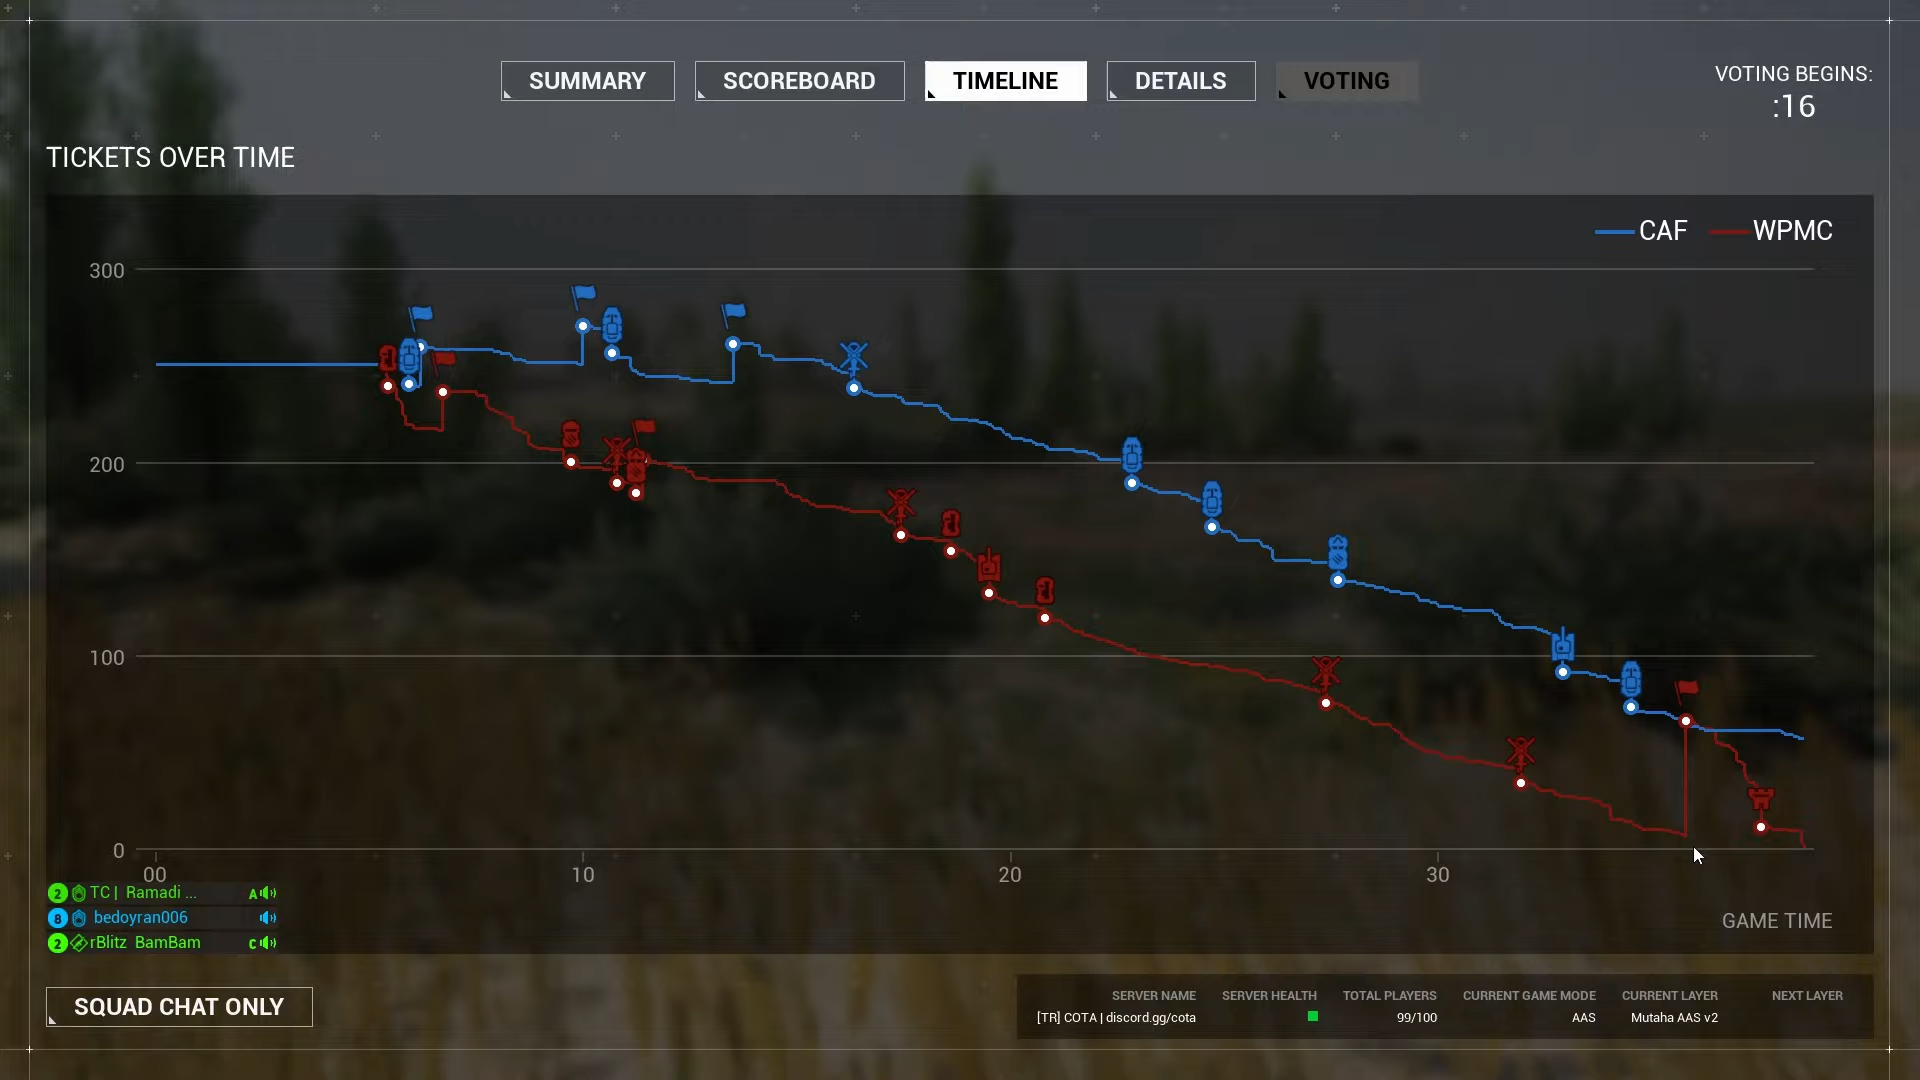 SUMMARY
SCOREBOARD
TIMELINE
DETAILS
VOTING
VOTING BEGINS:
:16
TICKETS OVER TIME
CAF
WPMC
300
200
100
0
00
10
20
30
GAME TIME
2 TC | Ramadi ... A
8 bedoyran006
2 rBlitz BamBam C
SQUAD CHAT ONLY
SERVER NAME SERVER HEALTH TOTAL PLAYERS CURRENT GAME MODE CURRENT LAYER NEXT LAYER
[TR] COTA | discord.gg/cota 99/100 AAS Mutaha AAS v2